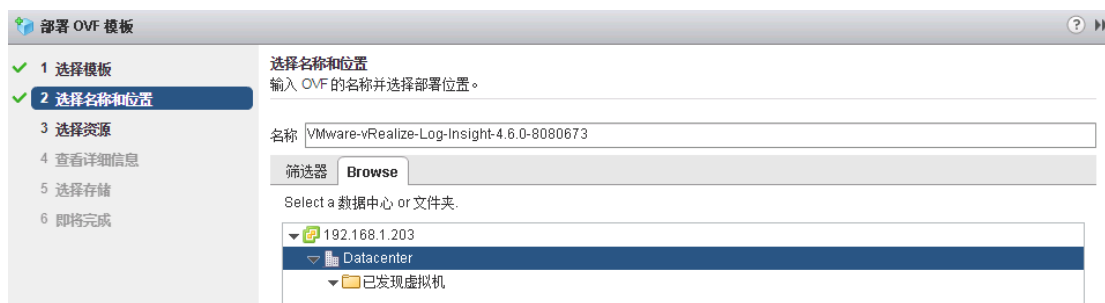 部署 OVF 模板
1 选择模板
2 选择名称和位置
3 选择资源
4 查看详细信息
5 选择存储
6 即将完成
选择名称和位置
输入 OVF 的名称并选择部署位置。
名称 VMware-vRealize-Log-Insight-4.6.0-8080673
筛选器 Browse
Select a 数据中心 or 文件夹.
192.168.1.203
Datacenter
已发现虚拟机